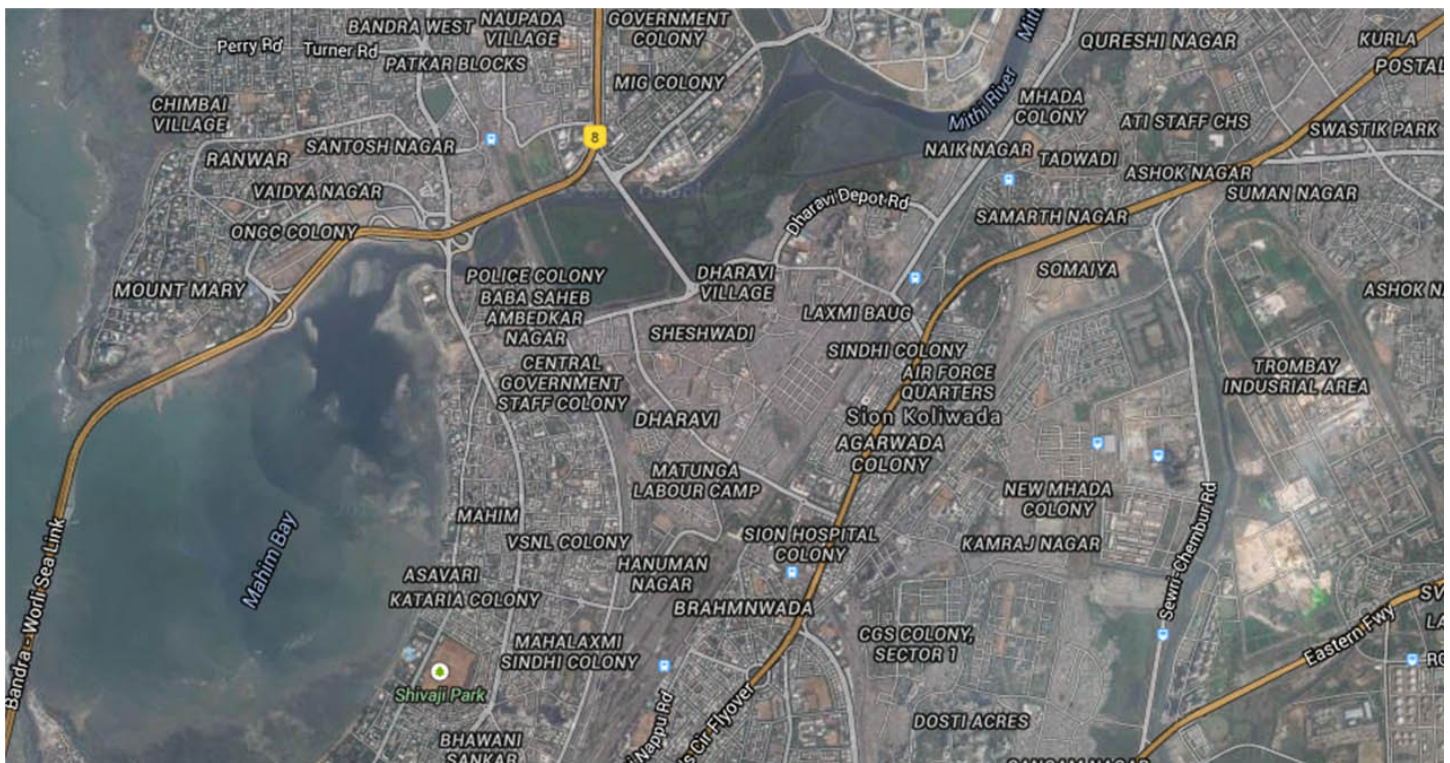 BANDRA WEST
NAUPADA
VILLAGE
GOVERNMENT
COLONY
Perry Rd
Turner Rd
PATKAR BLOCKS
MIG COLONY
QURESHI NAGAR
KURLA
POSTAL
CHIMBAI
VILLAGE
8
Mithi River
MHADA
COLONY
ATI STAFF CHS
SWASTIK PARK
SANTOSH NAGAR
RANWAR
NAIK NAGAR
TADWADI
ASHOK NAGAR
VAIDYA NAGAR
SUMAN NAGAR
Dharavi Depot Rd
SAMARTH NAGAR
ONGC COLONY
POLICE COLONY
BABA SAHEB
AMBEDKAR
NAGAR
DHARAVI
VILLAGE
SOMAIYA
MOUNT MARY
ASHOK
LAXMI BAUG
SHESHWADI
SINDHI COLONY
CENTRAL
GOVERNMENT
STAFF COLONY
AIR FORCE
QUARTERS
TROMBAY
INDUSRIAL AREA
DHARAVI
Sion Koliwada
AGARWADA
COLONY
MATUNGA
LABOUR CAMP
NEW MHADA
COLONY
Mahim Bay
MAHIM
VSNL COLONY
SION HOSPITAL
COLONY
KAMRAJ NAGAR
Sewri-Chembur Rd
HANUMAN
NAGAR
ASAVARI
KATARIA COLONY
BRAHMNWADA
Bandra - Worli Sea Link
MAHALAXMI
SINDHI COLONY
CGS COLONY,
SECTOR 1
Eastern Fwy
Shivaji Park
Nappu Rd
Cir Flyover
DOSTI ACRES
BHAWANI
SANKAR